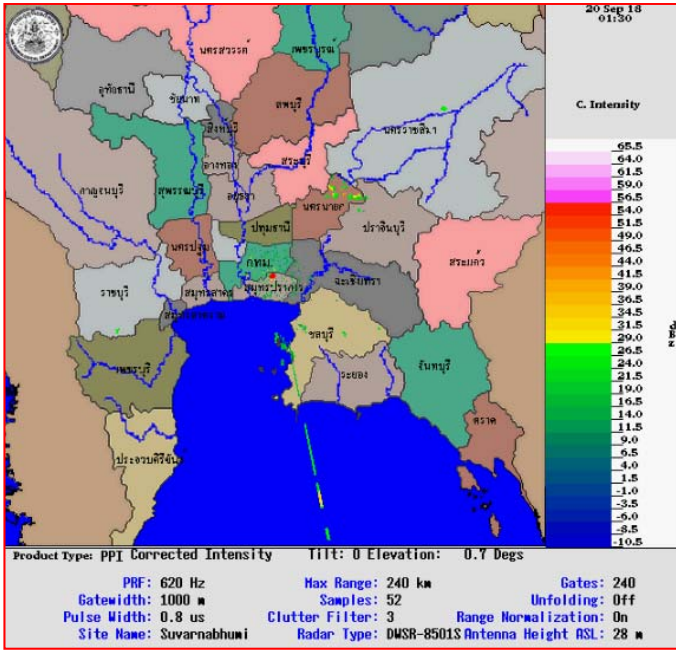 20 Sep 18
01:30
C. Intensity
นครสวรรค์
เพชรบูรณ์
อุทัยธานี
ชัยนาท
ลพบุรี
นครราชสีมา
สิงห์บุรี
อ่างทอง
สระบุรี
กาญจนบุรี
สุพรรณบุรี
อยุธยา
นครนายก
ปทุมธานี
ปราจีนบุรี
นครปฐม
กทม.
สระแก้ว
ราชบุรี
สมุทรสาคร
สมุทรปราการ
ฉะเชิงเทรา
สมุทรสงคราม
ชลบุรี
เพชรบุรี
ระยอง
จันทบุรี
ตราด
ประจวบคีรีขันธ์
65.5
64.0
61.5
59.0
56.5
54.0
51.5
49.0
46.5
44.0
41.5
39.0
36.5
34.0
31.5
29.0
26.5
24.0
21.5
19.0
16.5
14.0
11.5
9.0
6.5
4.0
1.5
-1.0
-3.5
-6.0
-8.5
-10.5
Product Type: PPI Corrected Intensity Tilt: 0 Elevation: 0.7 Degs
PRF: 620 Hz Max Range: 240 km Gates: 240
Gatewidth: 1000 m Samples: 52 Unfolding: Off
Pulse Width: 0.8 us Clutter Filter: 3 Range Normalization: On
Site Name: Suvarnabhumi Radar Type: DWSR-8501S Antenna Height ASL: 28 m